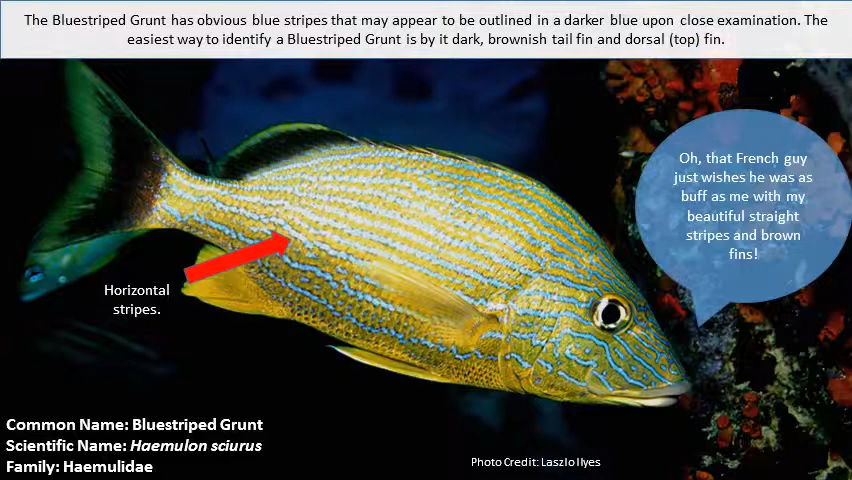 The Bluestriped Grunt has obvious blue stripes that may appear to be outlined in a darker blue upon close examination. The
easiest way to identify a Bluestriped Grunt is by it dark, brownish tail fin and dorsal (top) fin.
Oh, that French guy
just wishes he was as
buff as me with my
beautiful straight
stripes and brown
fins!
Horizontal
stripes.
Common Name: Bluestriped Grunt
Scientific Name: Haemulon sciurus
Family: Haemulidae
Photo Credit: Laszlo Ilyes